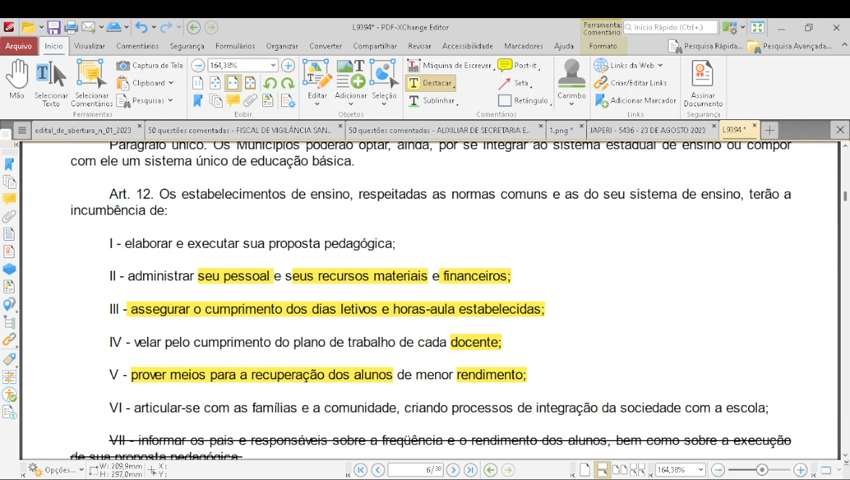 L9394* - PDF-XChange Editor
Ferramenta:
Comentários
Início Rápido (Ctrl+.)
Arquivo Início Visualizar Comentários Segurança Formulários Organizar Converter Compartilhar Revisar Accessibilidade Marcadores Ajuda Formato Pesquisa Rápida... Pesquisa Avançada...
Mão
Selecionar Texto
Selecionar Comentários
Captura de Tela
Clipboard
Pesquisas
164,38%
Exibir
Editar
Adicionar
Seleção
Objetos
Máquina de Escrever
Destacar
Sublinhar
Post-it
Seta
Retângulo
Carimbo
Comentários
Links da Web
Criar/Editar Links
Adicionar Marcador
Links
Assinar Documento
Segurança
edital_de_abertura_n_01_2023
50 questões comentadas - FISCAL DE VIGILÂNCIA SAN...
50 questões comentadas - AUXILIAR DE SECRETARIA E...
1.png *
JAPERI - 5436 - 23 DE AGOSTO 2023
L9394 *
Parágrafo único. Os Municípios poderão optar, ainda, por se integrar ao sistema estadual de ensino ou compor
com ele um sistema único de educação básica.
Art. 12. Os estabelecimentos de ensino, respeitadas as normas comuns e as do seu sistema de ensino, terão a
incumbência de:
I - elaborar e executar sua proposta pedagógica;
II - administrar seu pessoal e seus recursos materiais e financeiros;
III - assegurar o cumprimento dos dias letivos e horas-aula estabelecidas;
IV - velar pelo cumprimento do plano de trabalho de cada docente;
V - prover meios para a recuperação dos alunos de menor rendimento;
VI - articular-se com as famílias e a comunidade, criando processos de integração da sociedade com a escola;
VII - informar os pais e responsáveis sobre a freqüência e o rendimento dos alunos, bem como sobre a execução
de sua proposta pedagógica.
Opções...
W: 209,9mm
H: 297,0mm
X:
Y:
6/38
164,38%